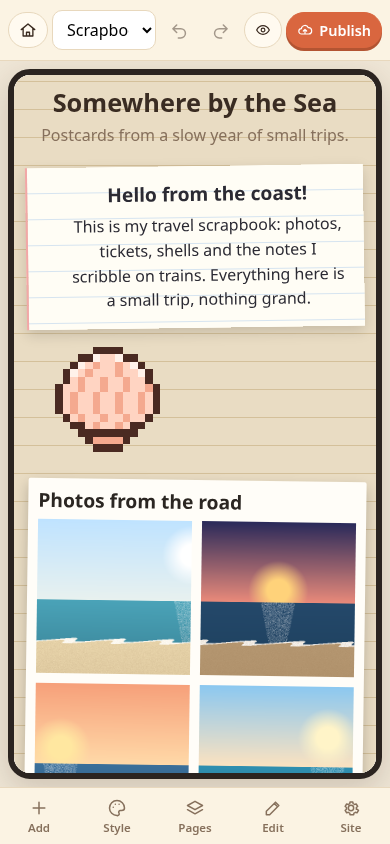 Scrapbo
Publish
Somewhere by the Sea
Postcards from a slow year of small trips.
Hello from the coast!
This is my travel scrapbook: photos,
tickets, shells and the notes I
scribble on trains. Everything here is
a small trip, nothing grand.
Photos from the road
Add
Style
Pages
Edit
Site